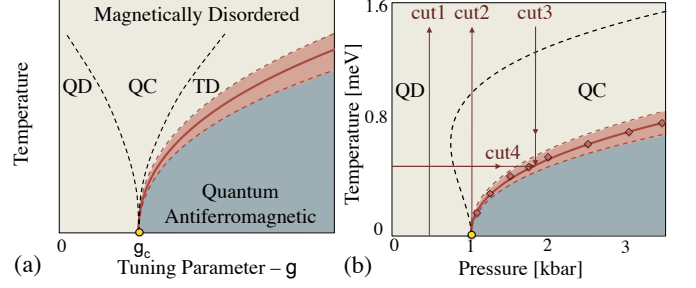 Magnetically Disordered
QD
QC
TD
Temperature
Quantum
Antiferromagnetic
0
g_c
(a)
Tuning Parameter – g
1.6
cut1
cut2
cut3
QD
QC
0.8
Temperature [meV]
cut4
0
0
1
2
3
(b)
Pressure [kbar]